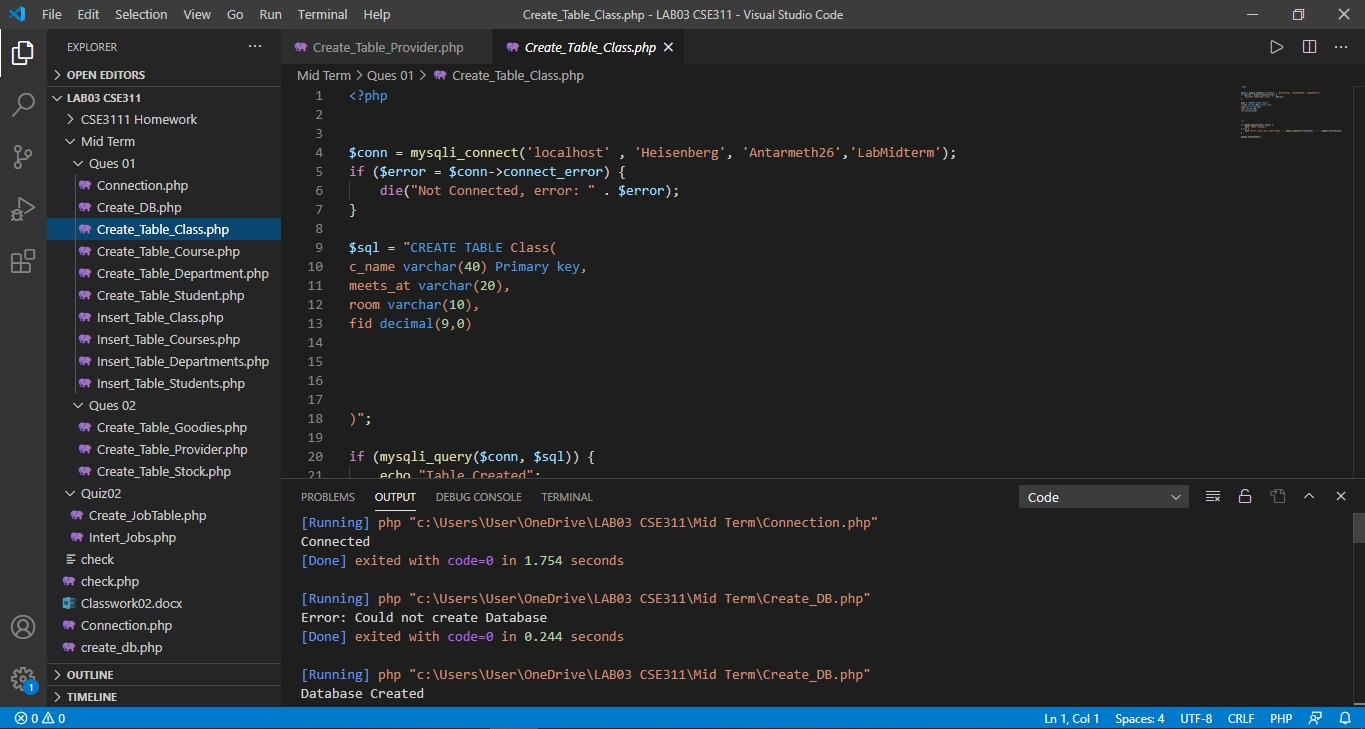 File Edit Selection View Go Run Terminal Help
Create_Table_Class.php - LAB03 CSE311 - Visual Studio Code
EXPLORER
OPEN EDITORS
LAB03 CSE311
CSE3111 Homework
Mid Term
Ques 01
Connection.php
Create_DB.php
Create_Table_Class.php
Create_Table_Course.php
Create_Table_Department.php
Create_Table_Student.php
Insert_Table_Class.php
Insert_Table_Courses.php
Insert_Table_Departments.php
Insert_Table_Students.php
Ques 02
Create_Table_Goodies.php
Create_Table_Provider.php
Create_Table_Stock.php
Quiz02
Create_JobTable.php
Intert_Jobs.php
check
check.php
Classwork02.docx
Connection.php
create_db.php
OUTLINE
TIMELINE
1
Create_Table_Provider.php
Create_Table_Class.php
Mid Term > Ques 01 > Create_Table_Class.php
1 <?php
2
3
4 $conn = mysqli_connect('localhost' , 'Heisenberg', 'Antarmeth26','LabMidterm');
5 if ($error = $conn->connect_error) {
6 die("Not Connected, error: " . $error);
7 }
8
9 $sql = "CREATE TABLE Class(
10 c_name varchar(40) Primary key,
11 meets_at varchar(20),
12 room varchar(10),
13 fid decimal(9,0)
14
15
16
17
18 )";
19
20 if (mysqli_query($conn, $sql)) {
21 echo "Table Created";
PROBLEMS OUTPUT DEBUG CONSOLE TERMINAL
Code
[Running] php "c:\Users\User\OneDrive\LAB03 CSE311\Mid Term\Connection.php"
Connected
[Done] exited with code=0 in 1.754 seconds
[Running] php "c:\Users\User\OneDrive\LAB03 CSE311\Mid Term\Create_DB.php"
Error: Could not create Database
[Done] exited with code=0 in 0.244 seconds
[Running] php "c:\Users\User\OneDrive\LAB03 CSE311\Mid Term\Create_DB.php"
Database Created
0 0
Ln 1, Col 1 Spaces: 4 UTF-8 CRLF PHP